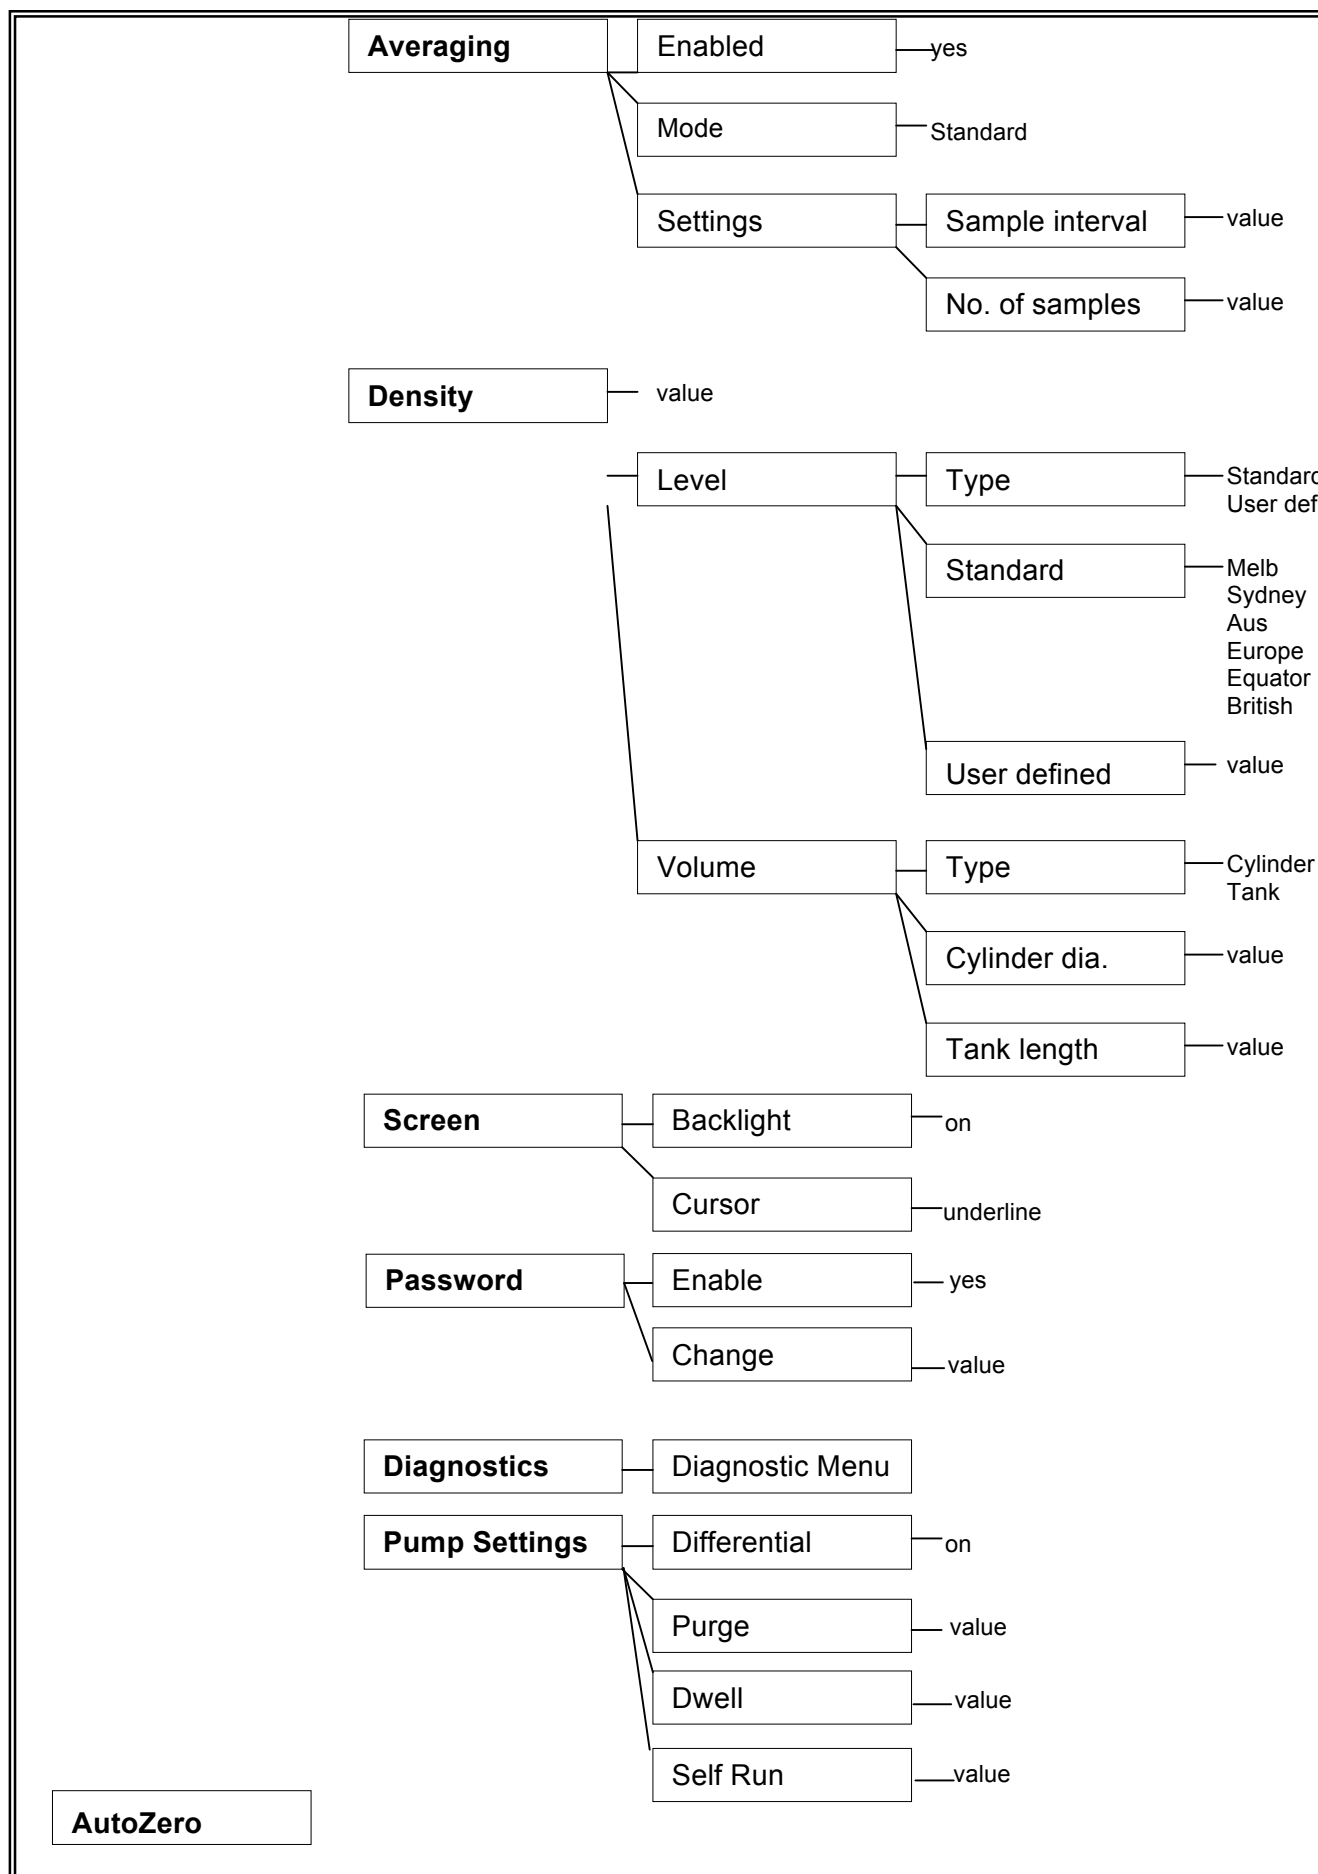 Averaging Enabled yes
Mode Standard
Settings Sample interval value
No. of samples value
Density value
Level Type Standard
User def
Standard Melb
Sydney
Aus
Europe
Equator
British
User defined value
Volume Type Cylinder
Tank
Cylinder dia. value
Tank length value
Screen Backlight on
Cursor underline
Password Enable yes
Change value
Diagnostics Diagnostic Menu
Pump Settings Differential on
Purge value
Dwell value
Self Run value
AutoZero